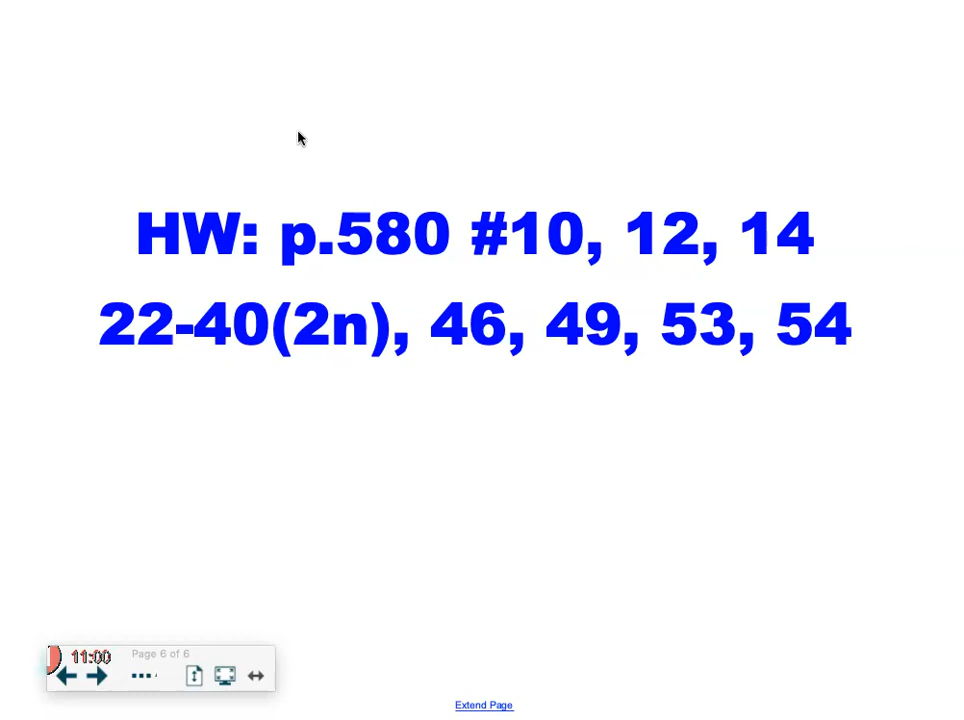 HW: p.580 #10, 12, 14
22-40(2n), 46, 49, 53, 54
11:00
Page 6 of 6
Extend Page